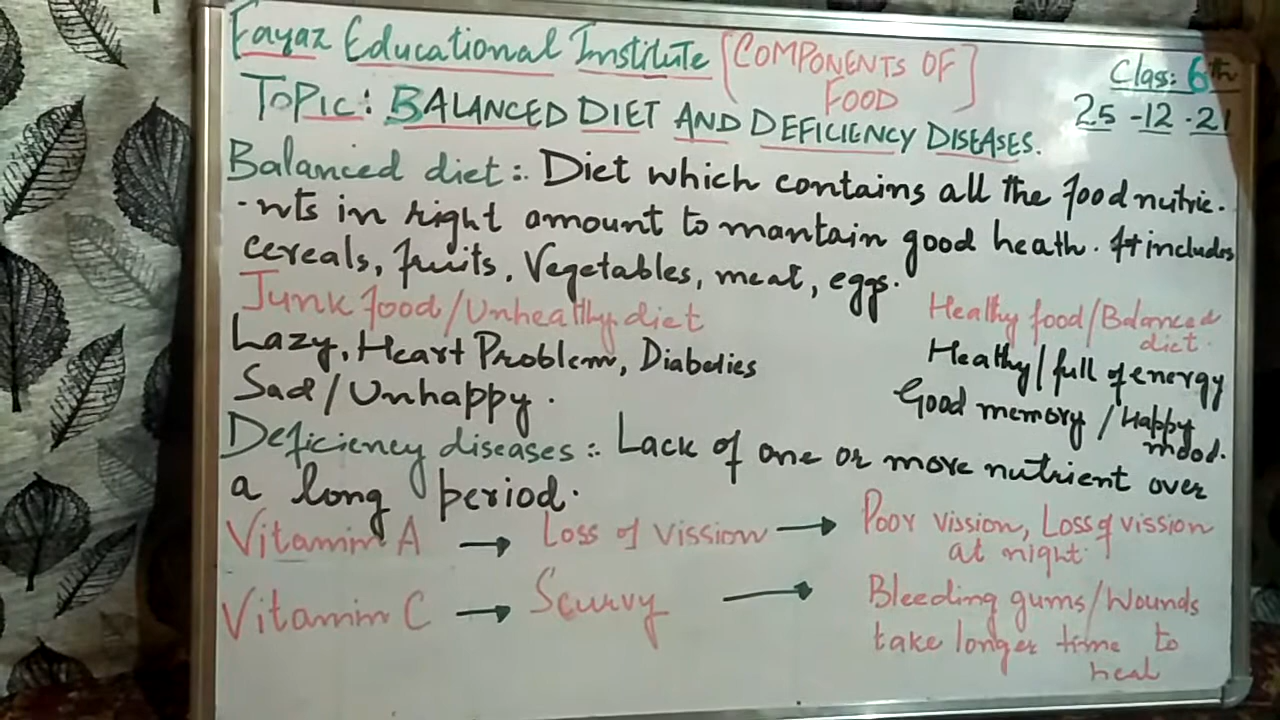 Fayaz Educational Institute [COMPONENTS OF FOOD]
Class: 6th
TOPIC: BALANCED DIET AND DEFICIENCY DISEASES.
25-12-21
Balanced diet:. Diet which contains all the food nutrie.
-nts in right amount to mantain good heath. It includes
cereals, fruits, Vegetables, meat, eggs.
Junk food/Unhealthy diet
Lazy, Heart Problem, Diabeties
Sad/Unhappy.
Healthy food/Balanced
diet.
Healthy/full of energy
Good memory/Happy
mood.
Deficiency diseases:. Lack of one or more nutrient over
a long period.
Vitamin A → Loss of vission → Poor vission, Loss of vission
at night.
Vitamin C → Scurvy → Bleeding gums/Wounds
take longer time to
heal